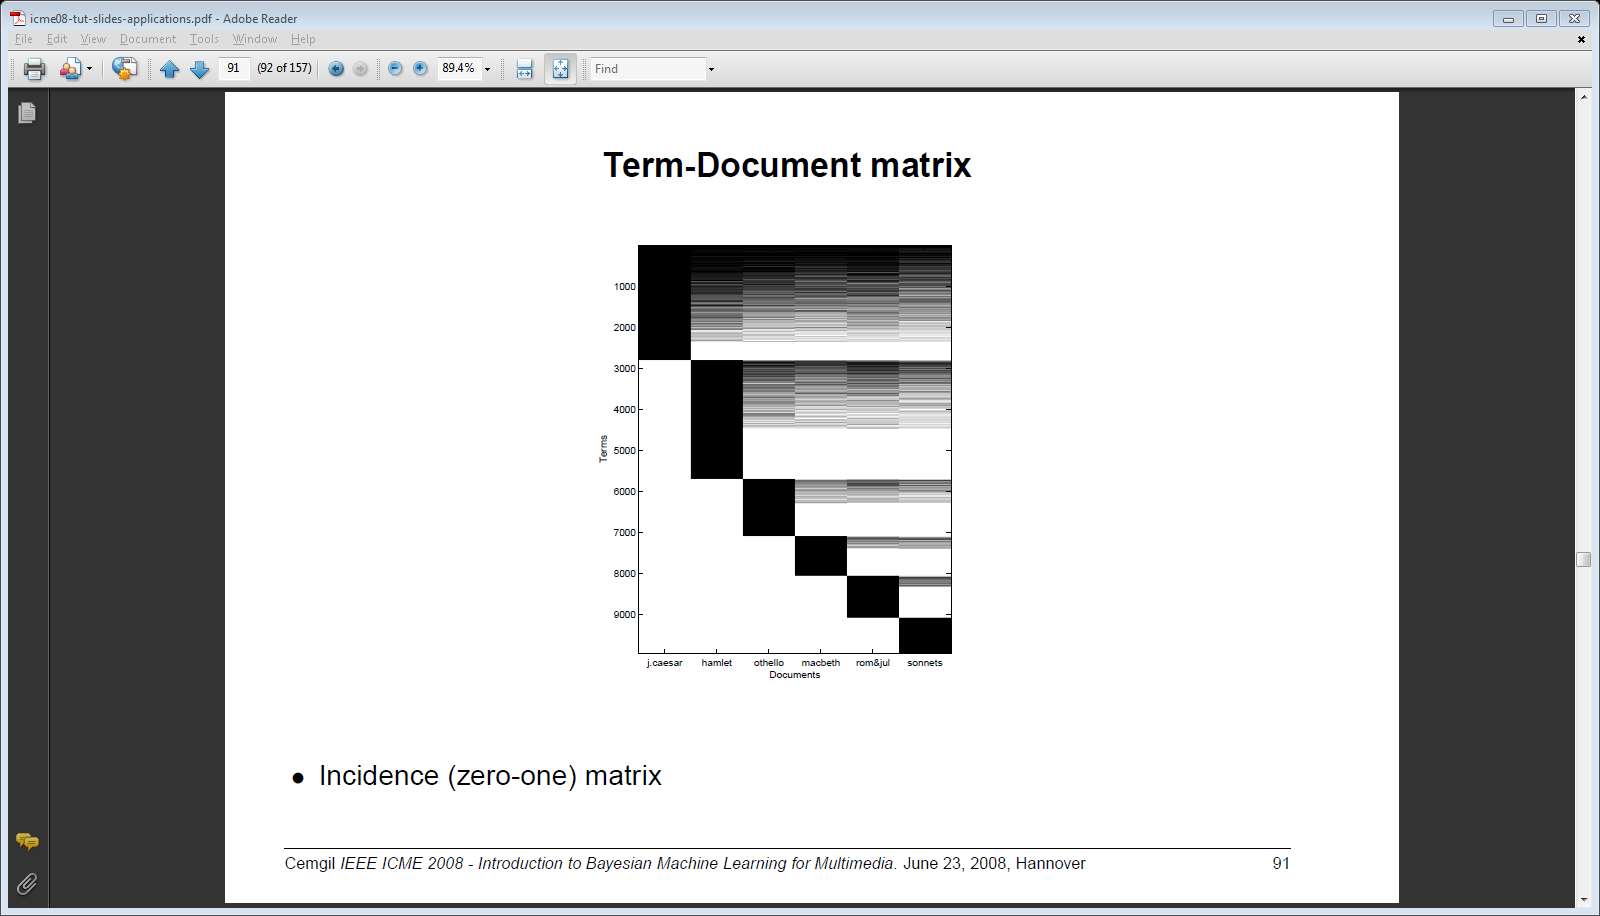 icme08-tut-slides-applications.pdf - Adobe Reader
File Edit View Document Tools Window Help
91 (92 of 157) 89.4% Find
Term-Document matrix
1000
2000
3000
4000
Terms
5000
6000
7000
8000
9000
j.caesar hamlet othello macbeth rom&jul sonnets
Documents
● Incidence (zero-one) matrix
Cemgil IEEE ICME 2008 - Introduction to Bayesian Machine Learning for Multimedia. June 23, 2008, Hannover 91